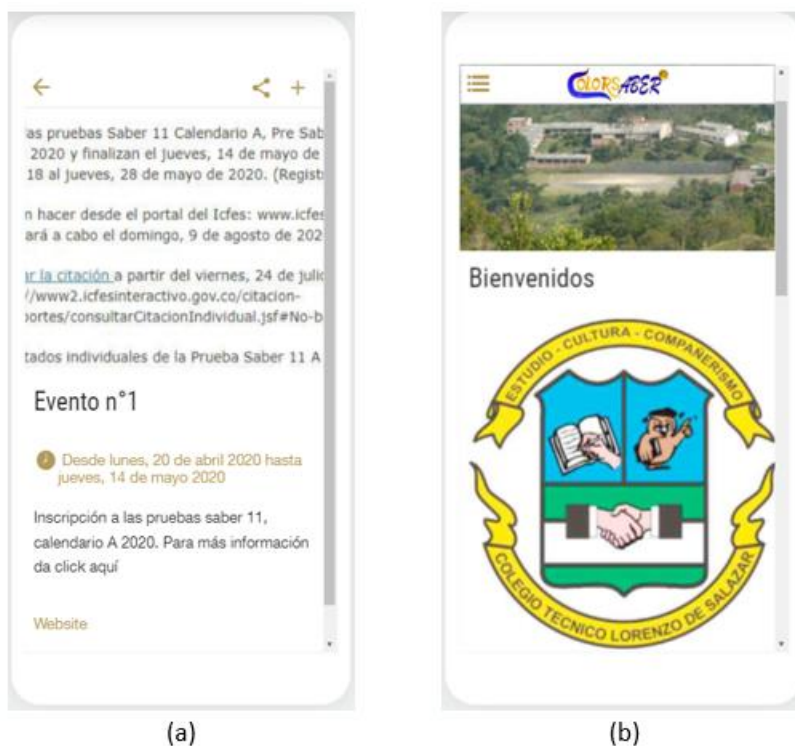 as pruebas Saber 11 Calendario A, Pre Sab
2020 y finalizan el jueves, 14 de mayo de
18 al jueves, 28 de mayo de 2020. (Regist
n hacer desde el portal del Icfes: www.icfes
ará a cabo el domingo, 9 de agosto de 202
ar la citación a partir del viernes, 24 de julio
//www2.icfesinteractivo.gov.co/citacion-
ortes/consultarCitacionIndividual.jsf#No-b
tados individuales de la Prueba Saber 11 A
Evento n°1
Desde lunes, 20 de abril 2020 hasta
jueves, 14 de mayo 2020
Inscripción a las pruebas saber 11,
calendario A 2020. Para más información
da click aquí
Website
(a)
COLORSABER
Bienvenidos
ESTUDIO - CULTURA - COMPAÑERISMO
COLEGIO TECNICO LORENZO DE SALAZAR
(b)